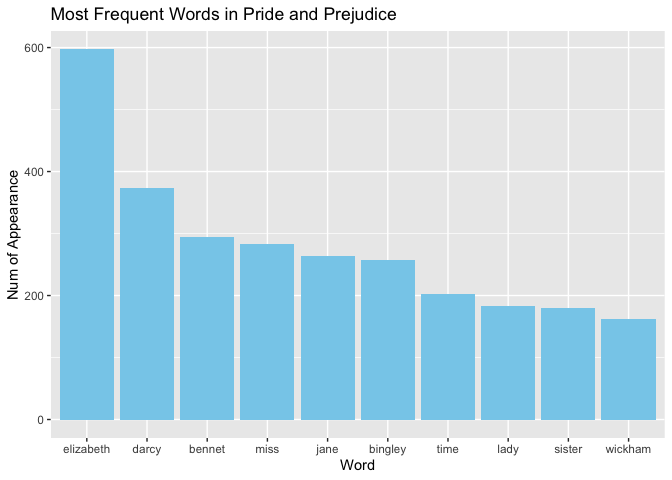 Most Frequent Words in Pride and Prejudice
Num of Appearance
600
400
200
0
elizabeth darcy bennet miss jane bingley time lady sister wickham
Word